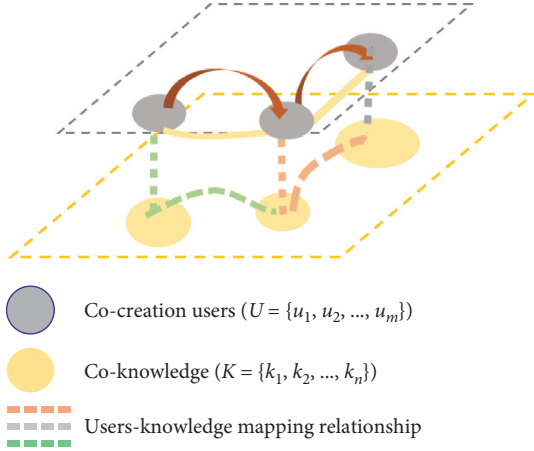 Co-creation users (U = {u1, u2, ..., um})
Co-knowledge (K = {k1, k2, ..., kn})
Users-knowledge mapping relationship